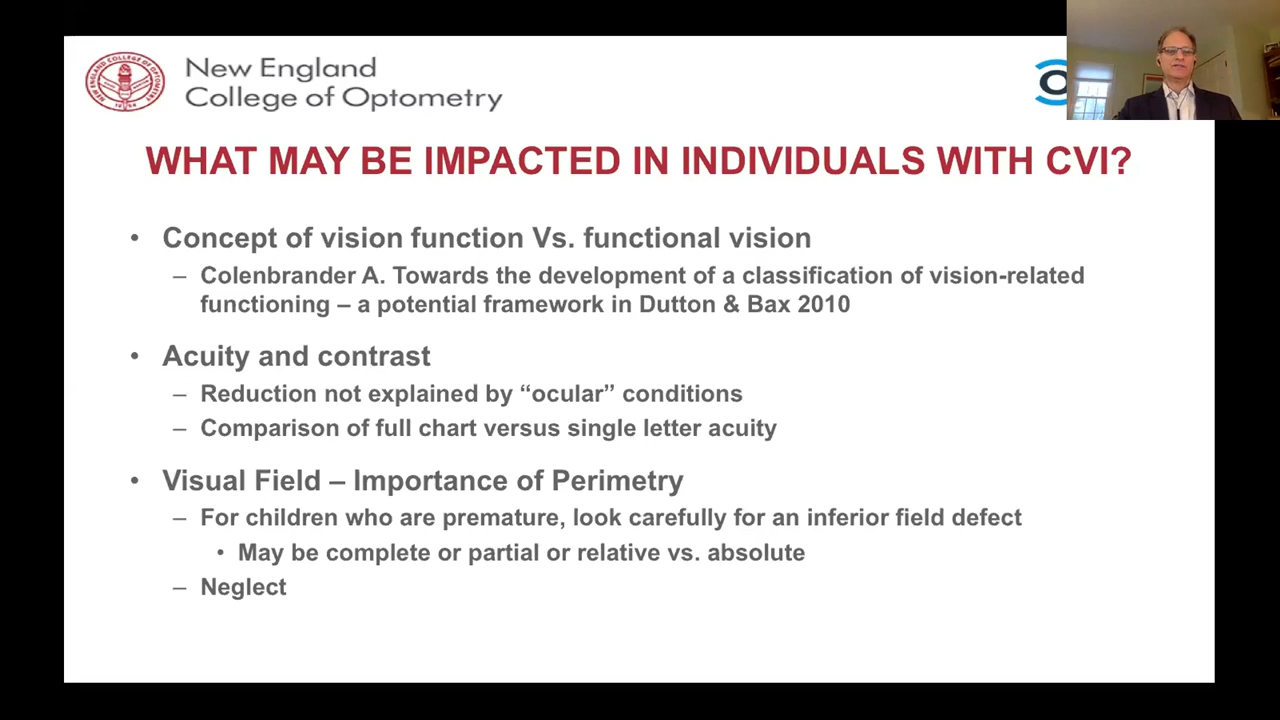 New England
College of Optometry
WHAT MAY BE IMPACTED IN INDIVIDUALS WITH CVI?
• Concept of vision function Vs. functional vision
– Colenbrander A. Towards the development of a classification of vision-related
functioning – a potential framework in Dutton & Bax 2010
• Acuity and contrast
– Reduction not explained by “ocular” conditions
– Comparison of full chart versus single letter acuity
• Visual Field – Importance of Perimetry
– For children who are premature, look carefully for an inferior field defect
• May be complete or partial or relative vs. absolute
– Neglect